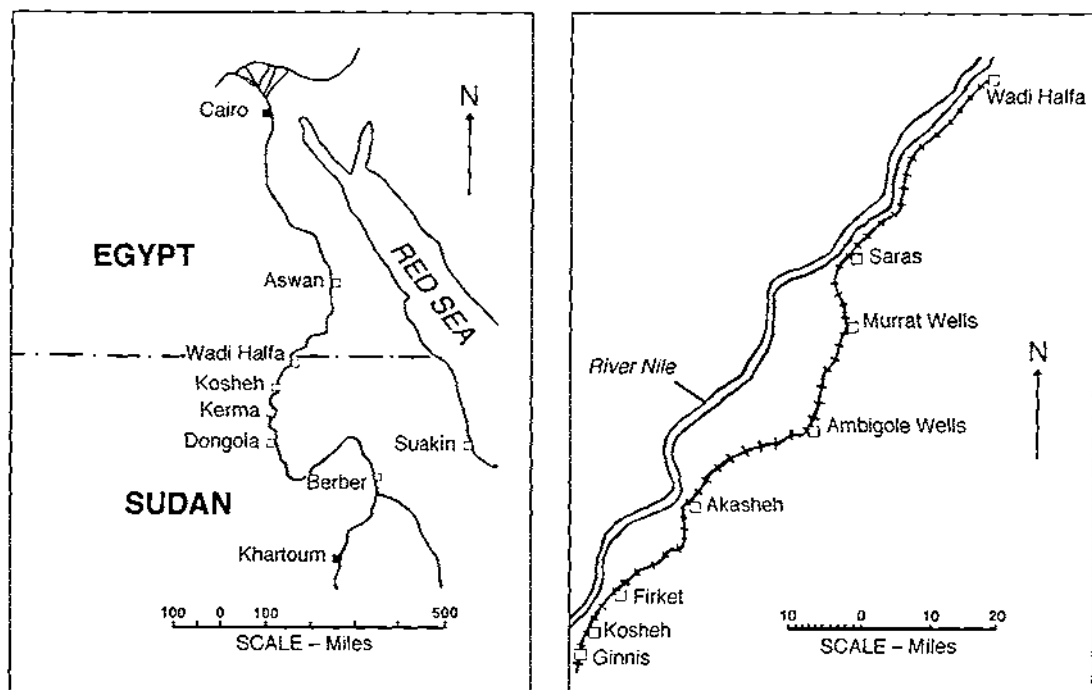 N
Cairo
EGYPT
RED SEA
Aswan
Wadi Halfa
Kosheh
Kerma
Dongola
Suakin
Berber
SUDAN
Khartoum
100 0 100 500
SCALE – Miles
Wadi Halfa
Saras
Murrat Wells
River Nile
N
Ambigole Wells
Akasheh
Firket
Kosheh
Ginnis
10 0 10 20
SCALE – Miles